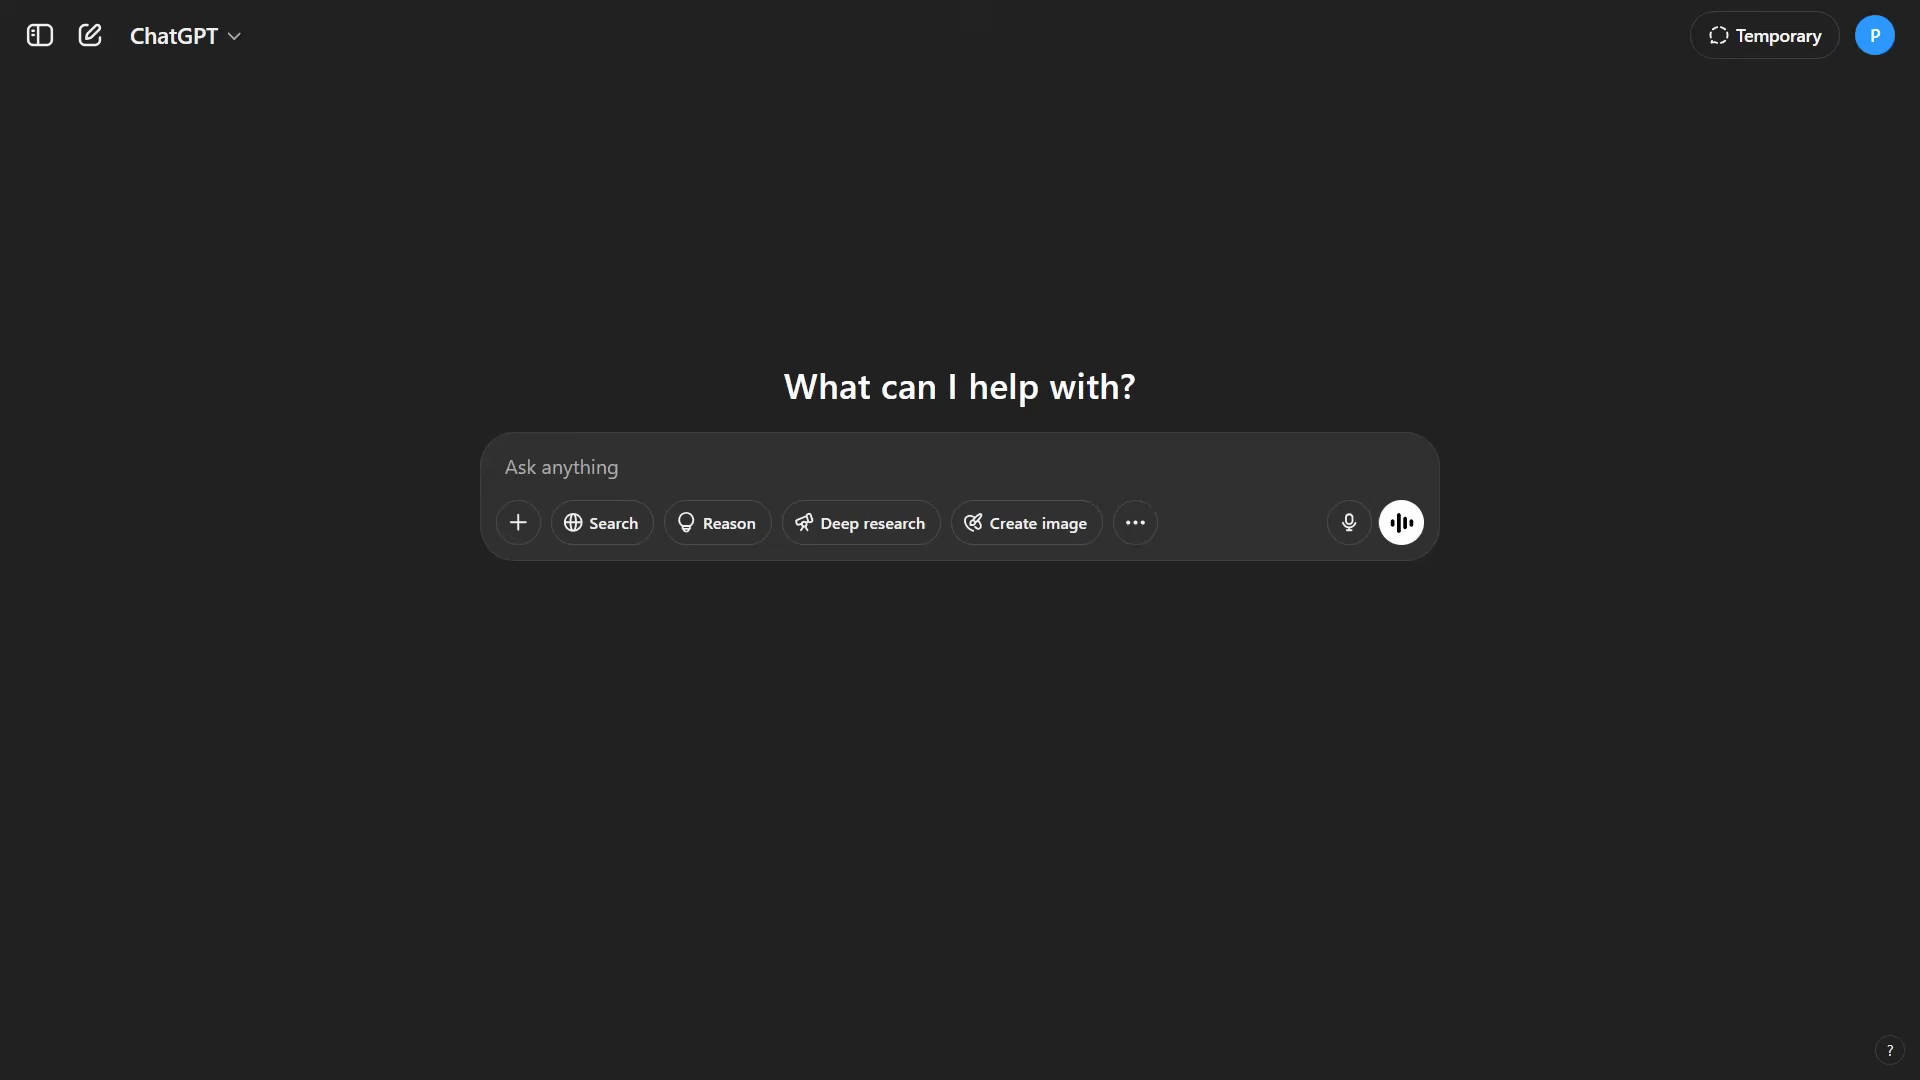 ChatGPT
Temporary
P
What can I help with?
Ask anything
Search
Reason
Deep research
Create image
?